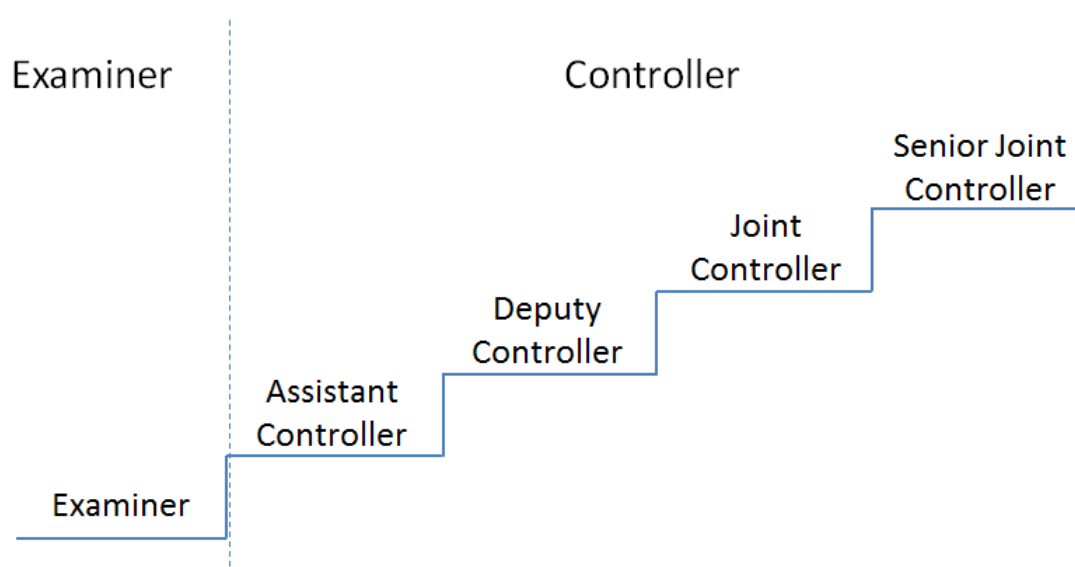 Examiner
Controller
Senior Joint
Controller
Joint
Controller
Deputy
Controller
Assistant
Controller
Examiner